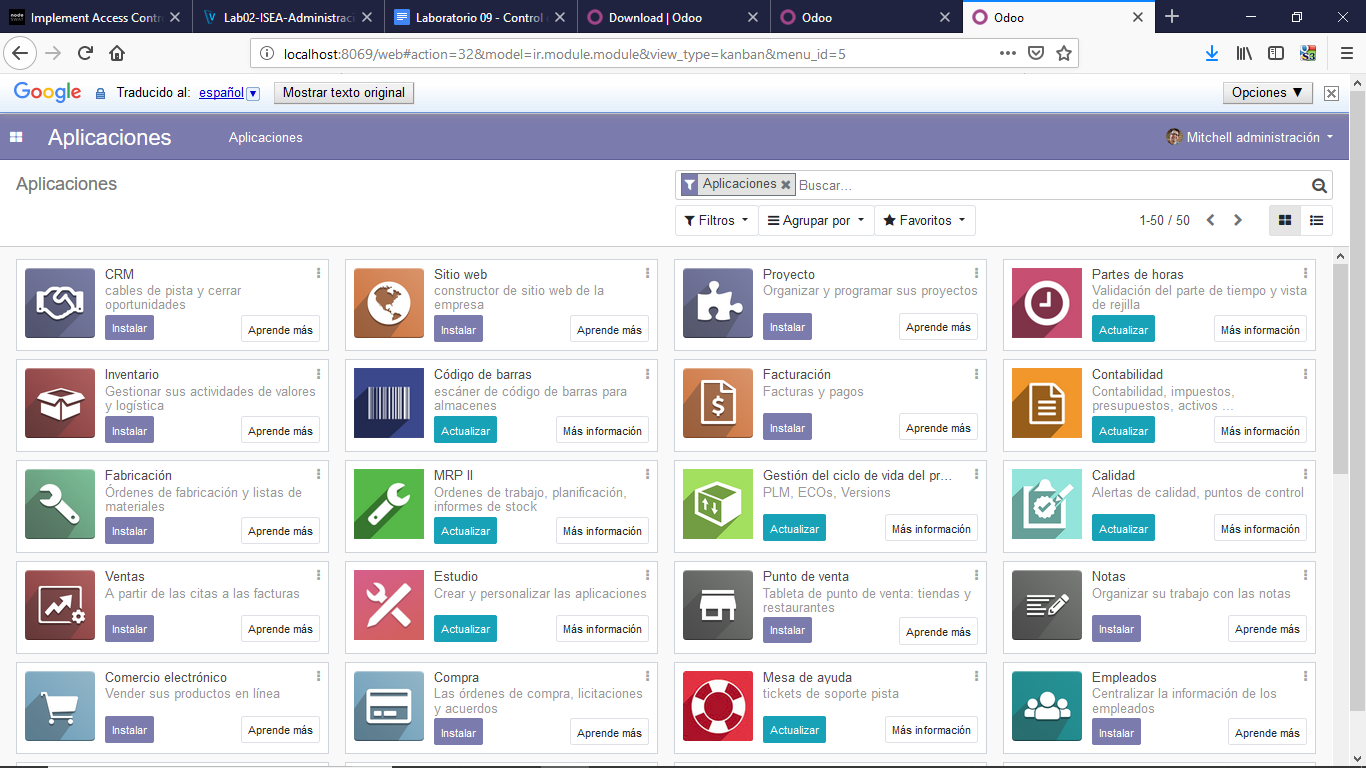 Implement Access Contr
Lab02-ISEA-Administraci
Laboratorio 09 - Control
Download | Odoo
Odoo
Odoo
localhost:8069/web#action=32&model=ir.module.module&view_type=kanban&menu_id=5
Google Traducido al: español Mostrar texto original Opciones ▼
Aplicaciones Aplicaciones Mitchell administración
Aplicaciones
Aplicaciones Buscar...
Filtros Agrupar por Favoritos 1-50 / 50
CRM
cables de pista y cerrar
oportunidades
Instalar Aprende más
Sitio web
constructor de sitio web de la
empresa
Instalar Aprende más
Proyecto
Organizar y programar sus proyectos
Instalar Aprende más
Partes de horas
Validación del parte de tiempo y vista
de rejilla
Actualizar Más información
Inventario
Gestionar sus actividades de valores
y logística
Instalar Aprende más
Código de barras
escáner de código de barras para
almacenes
Actualizar Más información
Facturación
Facturas y pagos
Instalar Aprende más
Contabilidad
Contabilidad, impuestos,
presupuestos, activos ...
Actualizar Más información
Fabricación
Órdenes de fabricación y listas de
materiales
Instalar Aprende más
MRP II
Ordenes de trabajo, planificación,
informes de stock
Actualizar Más información
Gestión del ciclo de vida del pr...
PLM, ECOs, Versions
Actualizar Más información
Calidad
Alertas de calidad, puntos de control
Actualizar Más información
Ventas
A partir de las citas a las facturas
Instalar Aprende más
Estudio
Crear y personalizar las aplicaciones
Actualizar Más información
Punto de venta
Tableta de punto de venta: tiendas y
restaurantes
Instalar Aprende más
Notas
Organizar su trabajo con las notas
Instalar Aprende más
Comercio electrónico
Vender sus productos en línea
Instalar Aprende más
Compra
Las órdenes de compra, licitaciones
y acuerdos
Instalar Aprende más
Mesa de ayuda
tickets de soporte pista
Actualizar Más información
Empleados
Centralizar la información de los
empleados
Instalar Aprende más